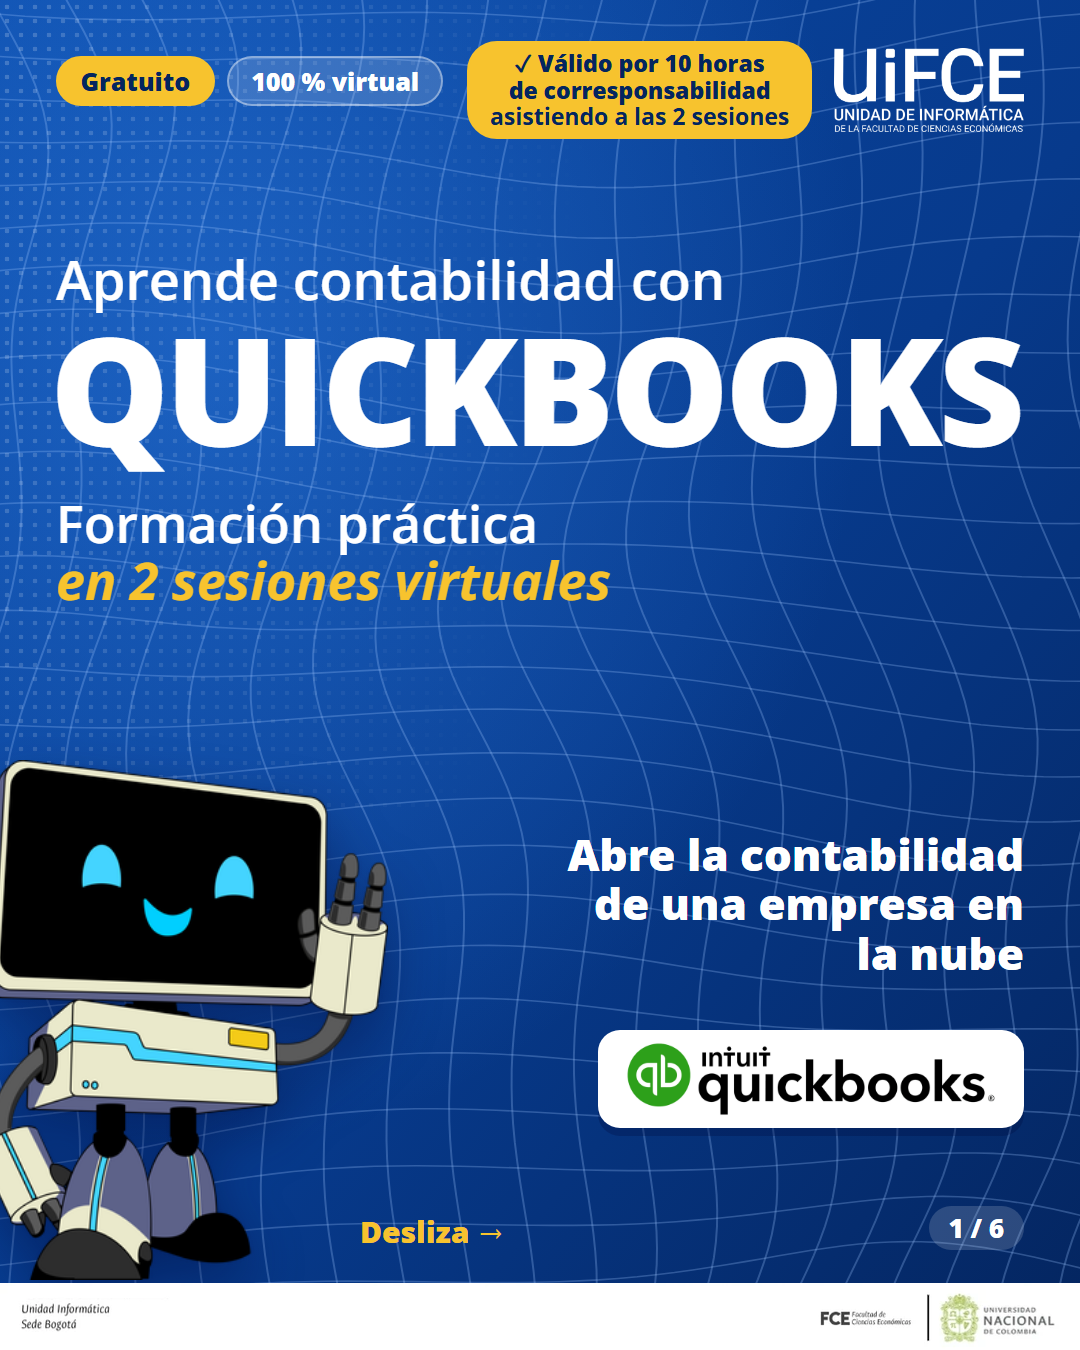 Gratuito
100 % virtual
✓ Válido por 10 horas
de corresponsabilidad
asistiendo a las 2 sesiones
UiFCE
UNIDAD DE INFORMÁTICA
DE LA FACULTAD DE CIENCIAS ECONÓMICAS
Aprende contabilidad con
QUICKBOOKS
Formación práctica
en 2 sesiones virtuales
Abre la contabilidad
de una empresa en
la nube
qb
intuit
quickbooks®
Desliza →
1 / 6
Unidad Informática
Sede Bogotá
FCE Facultad de
Ciencias Económicas
UNIVERSIDAD
NACIONAL
DE COLOMBIA